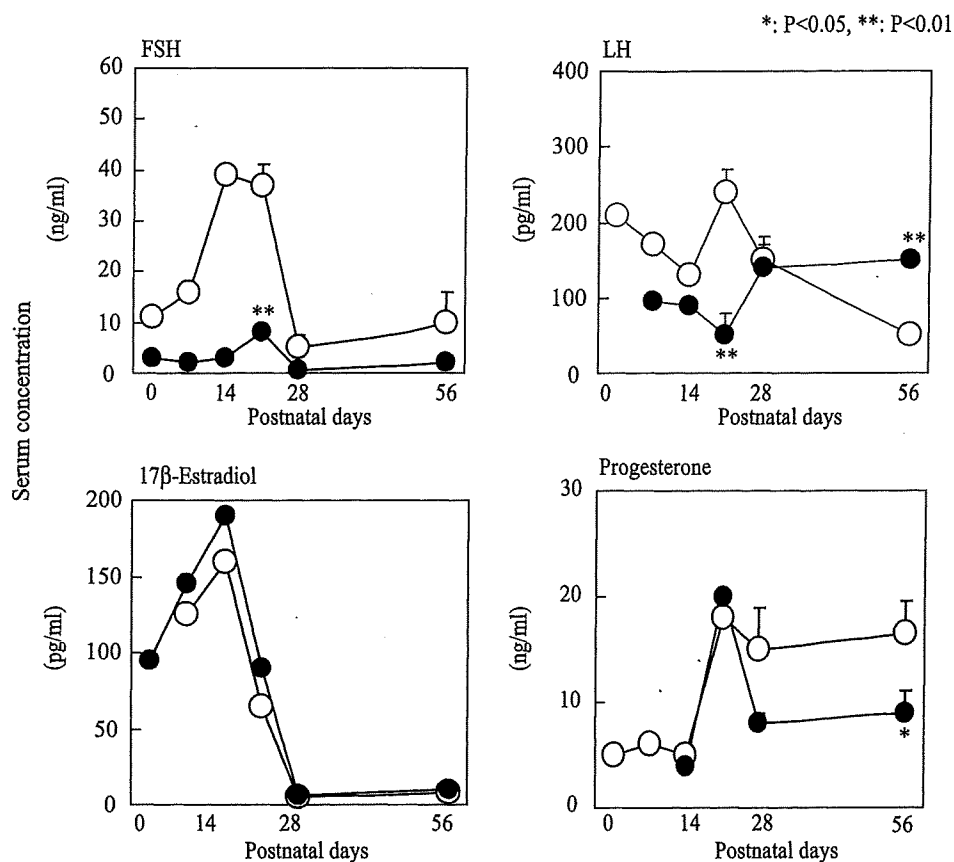 *: P<0.05, **: P<0.01
FSH
60
50
40
30
20
10
0
(ng/ml)
**
0 14 28 56
Postnatal days
LH
400
300
200
100
0
(pg/ml)
**
**
0 14 28 56
Postnatal days
Serum concentration
17β-Estradiol
200
150
100
50
0
(pg/ml)
0 14 28 56
Postnatal days
Progesterone
30
20
10
0
(ng/ml)
*
0 14 28 56
Postnatal days